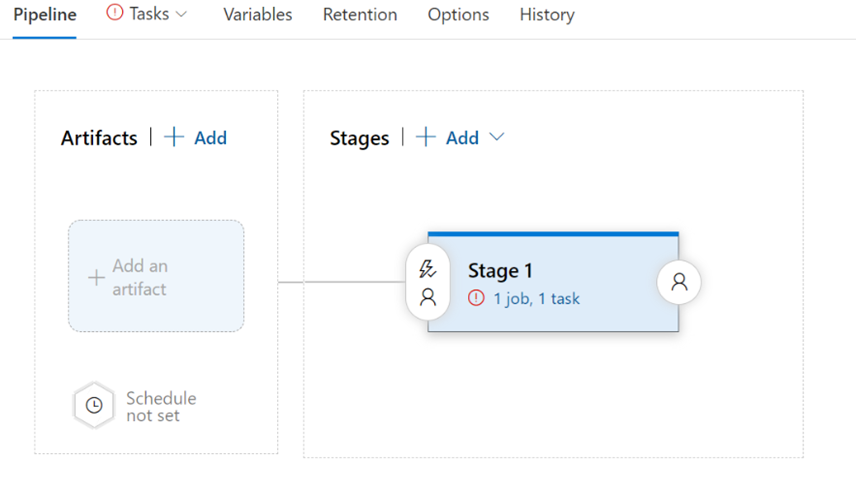 Pipeline Tasks Variables Retention Options History
Artifacts | + Add
Stages | + Add
+ Add an
artifact
Stage 1
1 job, 1 task
Schedule
not set